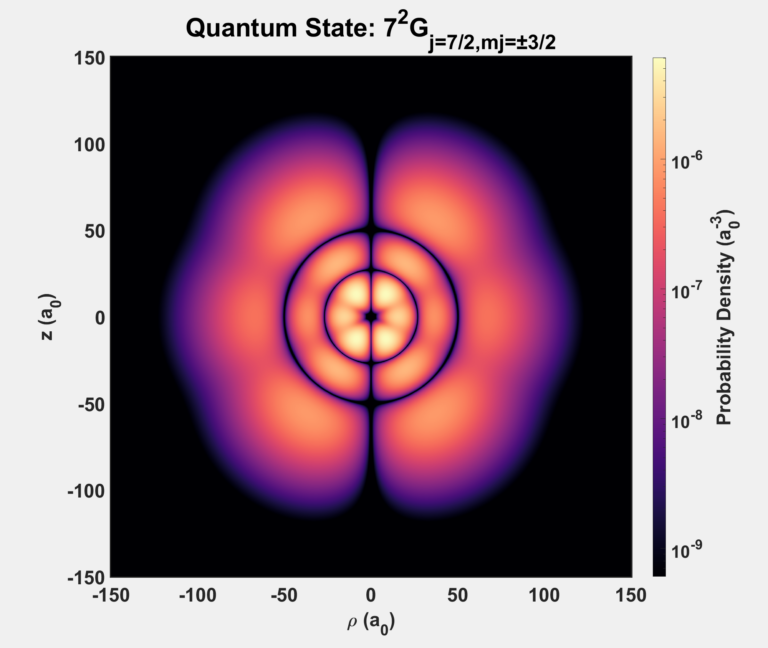 Quantum State: 7²G_j=7/2,mj=±3/2
150
100
50
0
-50
-100
-150
-150 -100 -50 0 50 100 150
z (a₀)
ρ (a₀)
10⁻⁶
10⁻⁷
10⁻⁸
10⁻⁹
Probability Density (a₀⁻³)